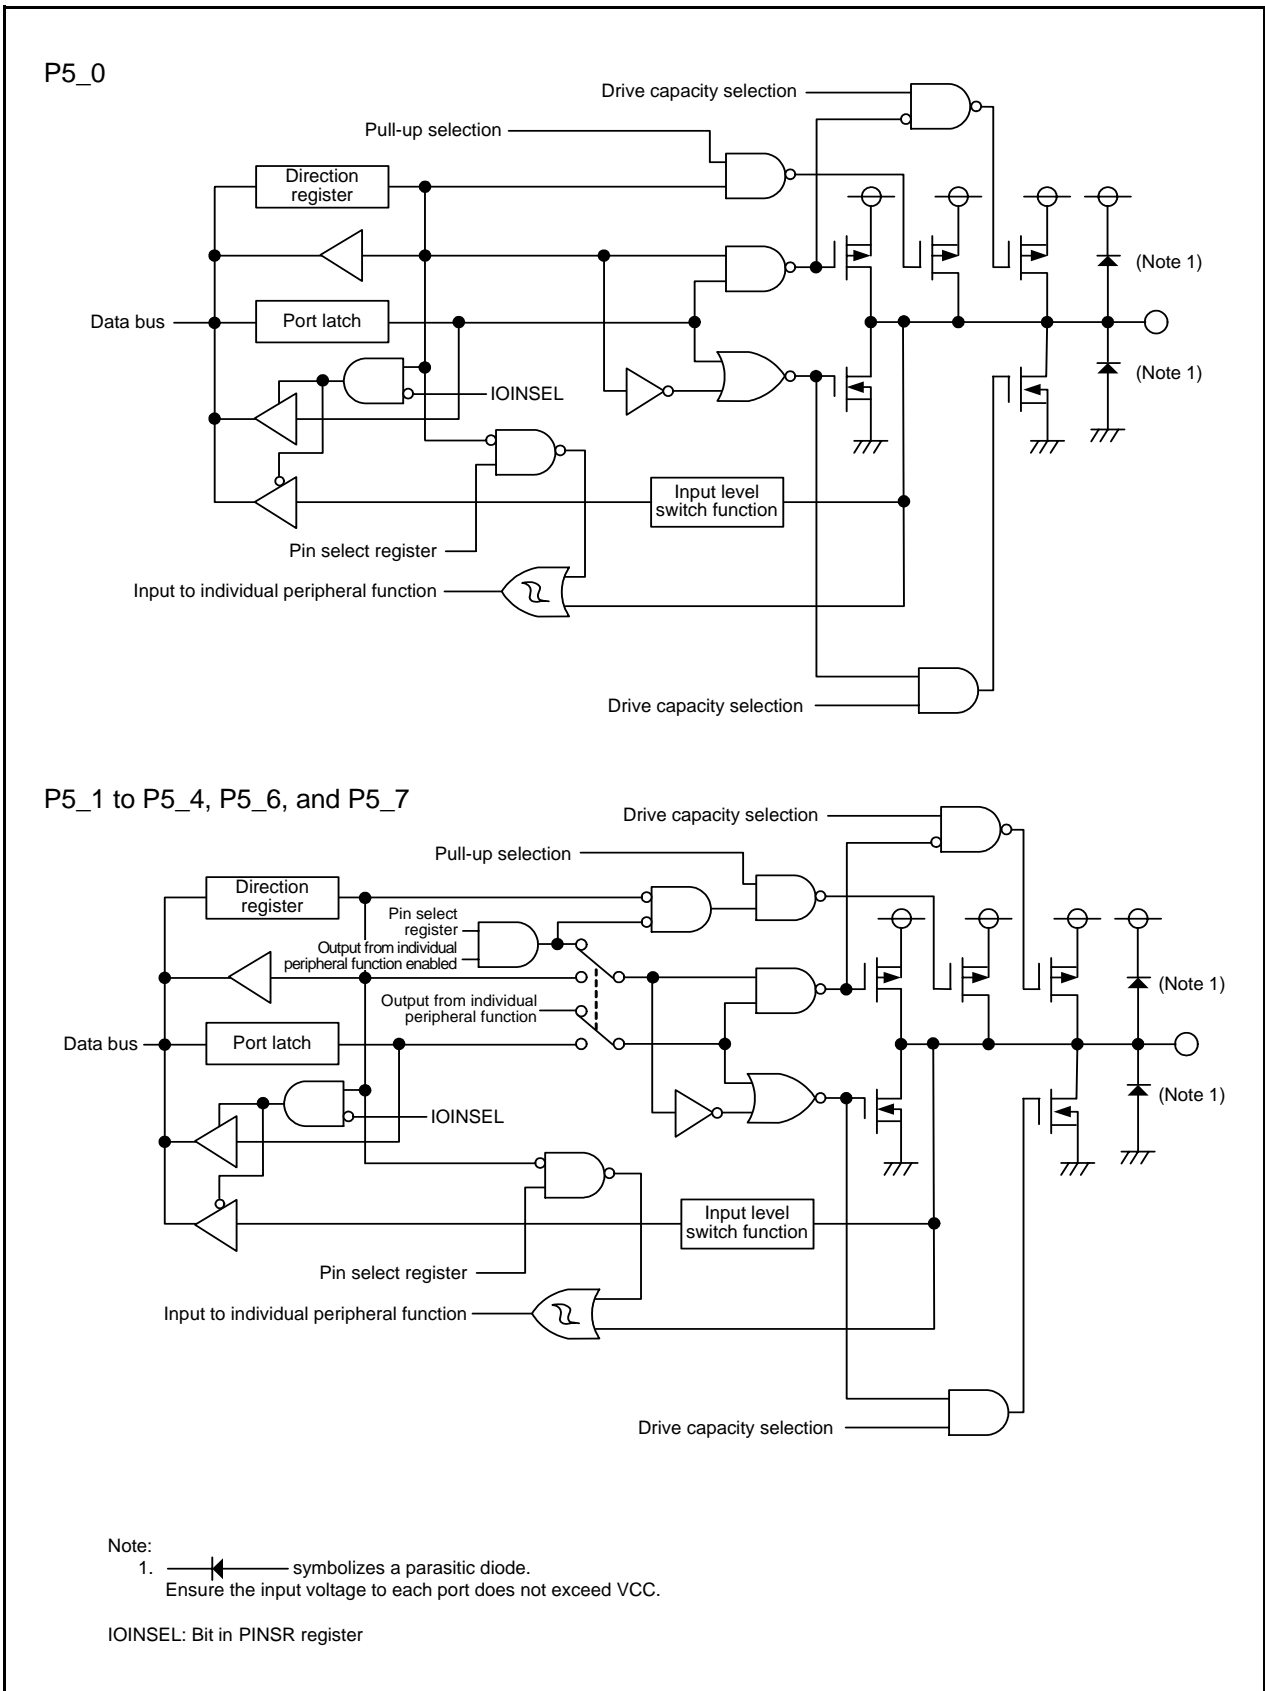 P5_0
Drive capacity selection
Pull-up selection
Direction
register
(Note 1)
Data bus
Port latch
(Note 1)
IOINSEL
Input level
switch function
Pin select register
Input to individual peripheral function
Drive capacity selection
P5_1 to P5_4, P5_6, and P5_7
Drive capacity selection
Pull-up selection
Direction
register
Pin select
register
Output from individual
peripheral function enabled
(Note 1)
Output from individual
peripheral function
Data bus
Port latch
(Note 1)
IOINSEL
Input level
switch function
Pin select register
Input to individual peripheral function
Drive capacity selection
Note:
1. symbolizes a parasitic diode.
Ensure the input voltage to each port does not exceed VCC.
IOINSEL: Bit in PINSR register